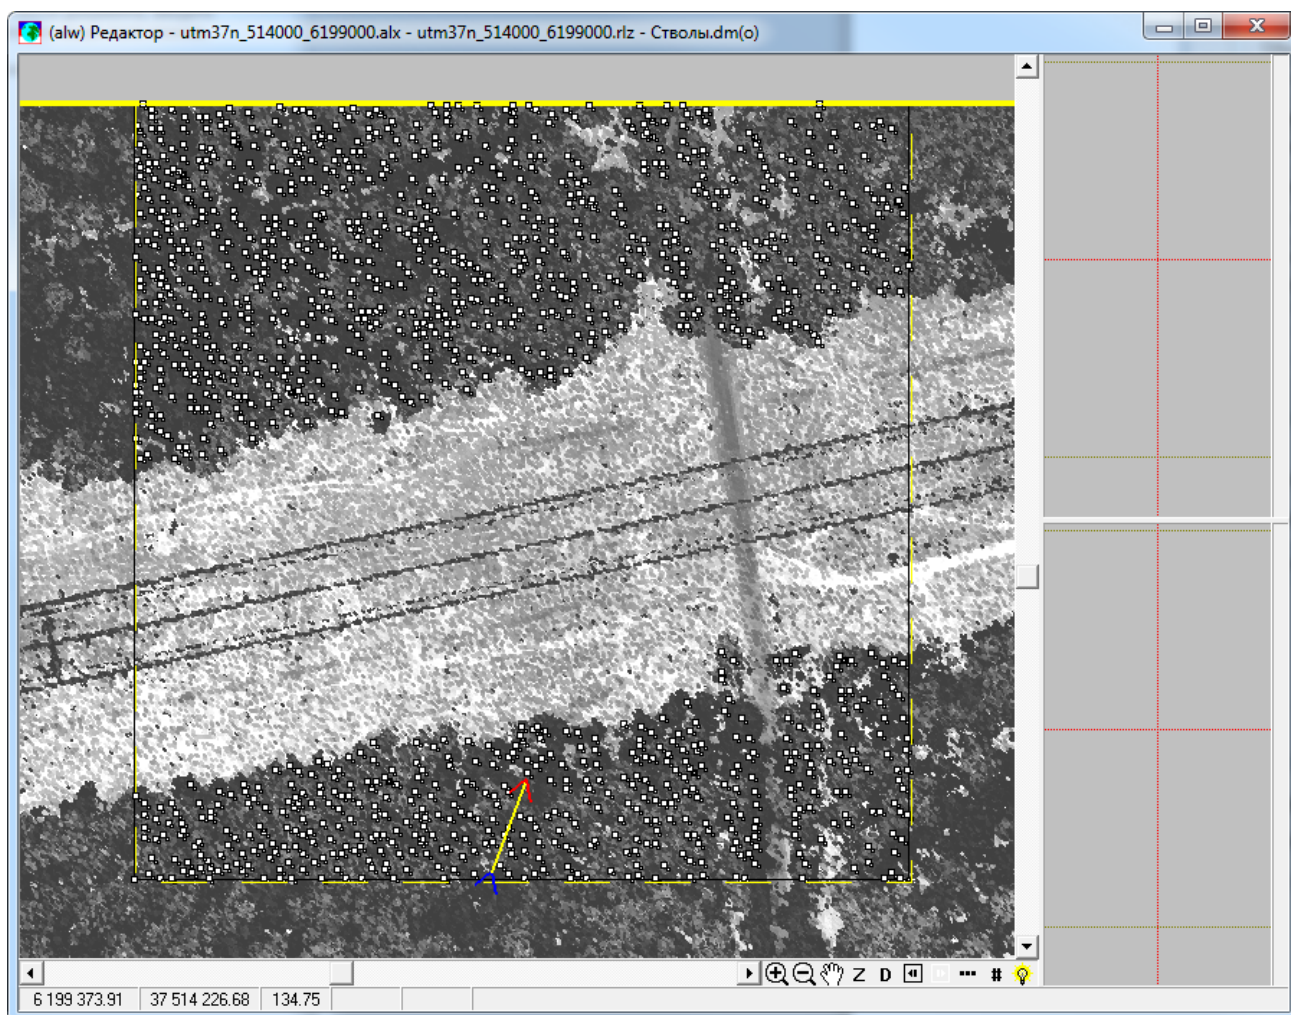 (alw) Редактор - utm37n_514000_6199000.alx - utm37n_514000_6199000.rlz - Стволы.dm(o)
Z D #
6 199 373.91 37 514 226.68 134.75